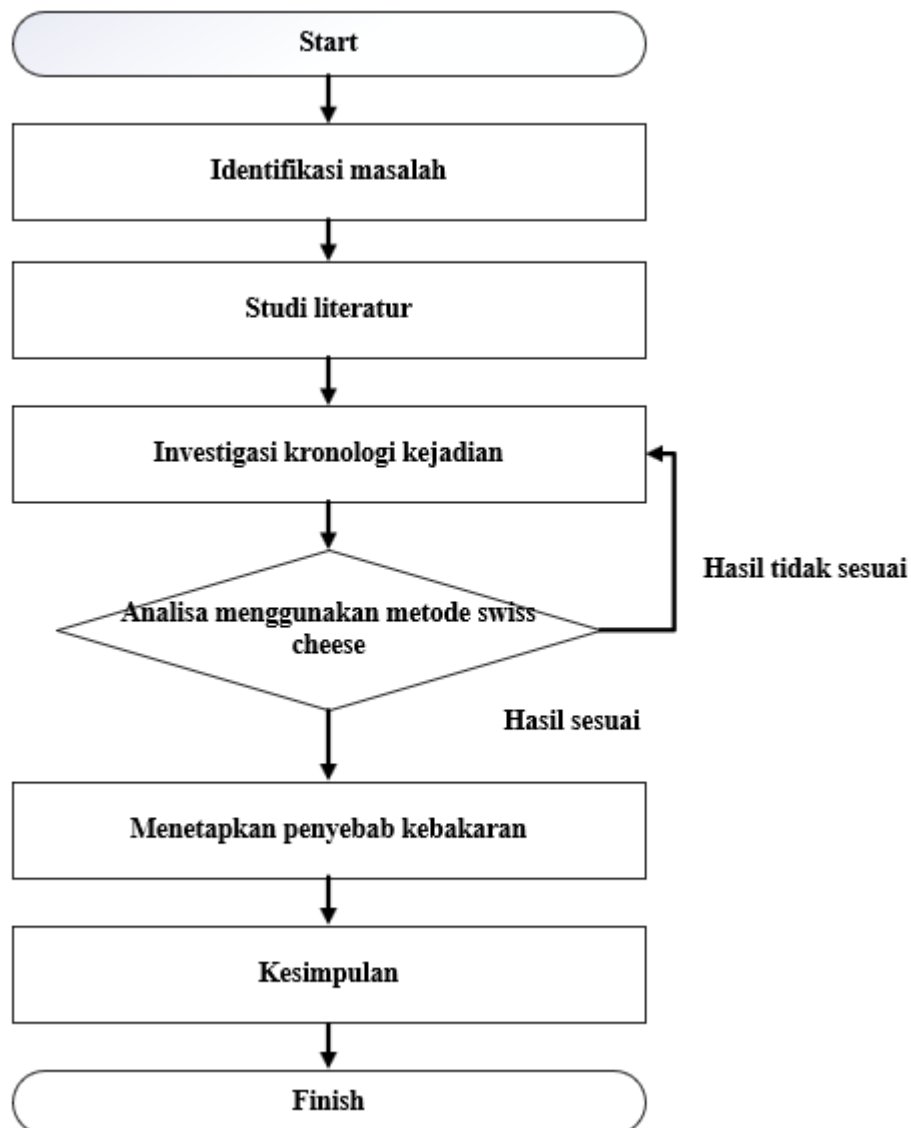 Start
Identifikasi masalah
Studi literatur
Investigasi kronologi kejadian
Analisa menggunakan metode swiss
cheese
Hasil tidak sesuai
Hasil sesuai
Menetapkan penyebab kebakaran
Kesimpulan
Finish